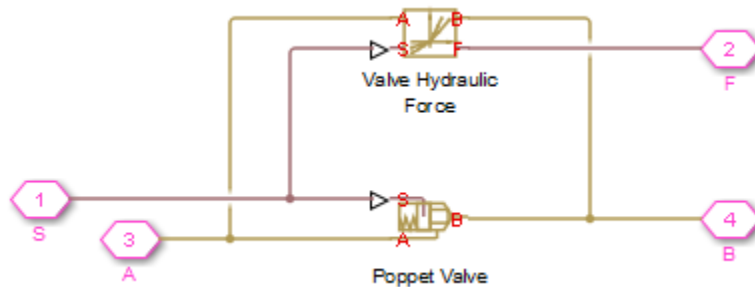 A B
S F
2
F
Valve Hydraulic
Force
1
S
S
B
4
B
3
A
A
Poppet Valve